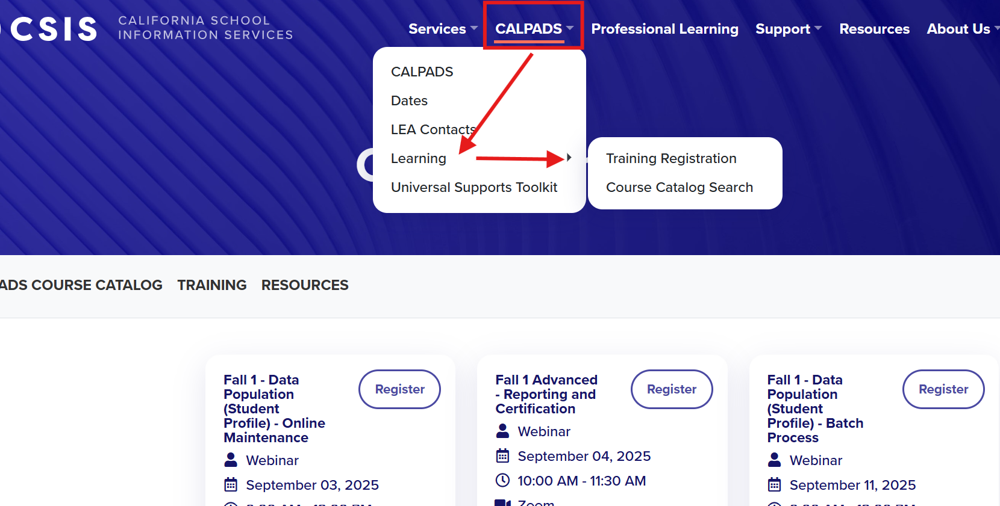 CSIS
CALIFORNIA SCHOOL
INFORMATION SERVICES
Services
CALPADS
Professional Learning
Support
Resources
About Us
CALPADS
Dates
LEA Contacts
Learning
Universal Supports Toolkit
Training Registration
Course Catalog Search
ADS COURSE CATALOG
TRAINING
RESOURCES
Fall 1 - Data
Population
(Student
Profile) - Online
Maintenance
Register
Webinar
September 03, 2025
Fall 1 Advanced
- Reporting and
Certification
Register
Webinar
September 04, 2025
10:00 AM - 11:30 AM
Zoom
Fall 1 - Data
Population
(Student
Profile) - Batch
Process
Register
Webinar
September 11, 2025